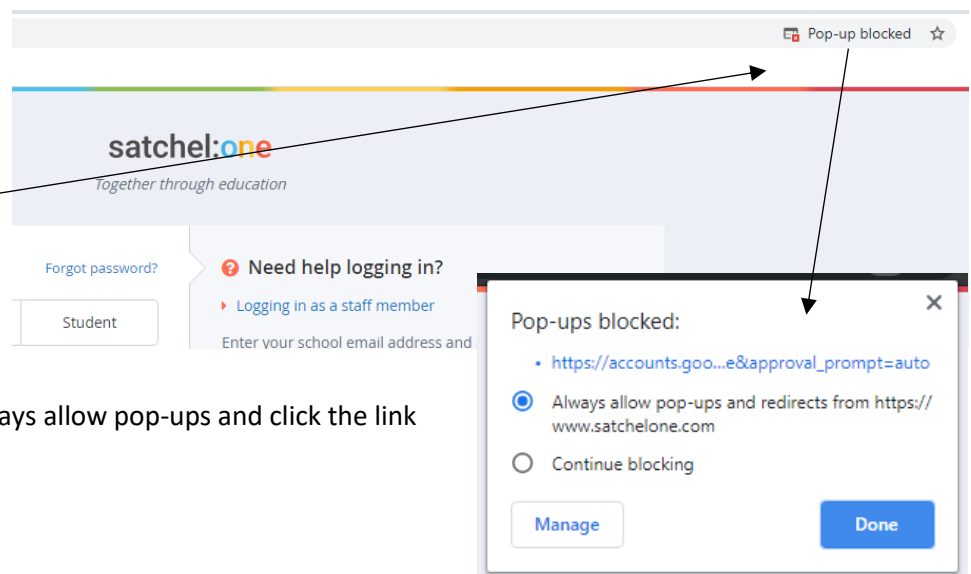 Pop-up blocked
satchel:one
Together through education
Forgot password?
Student
Need help logging in?
Logging in as a staff member
Enter your school email address and
Pop-ups blocked:
https://accounts.goo...e&approval_prompt=auto
Always allow pop-ups and redirects from https://
www.satchelone.com
Continue blocking
Manage
Done
ays allow pop-ups and click the link